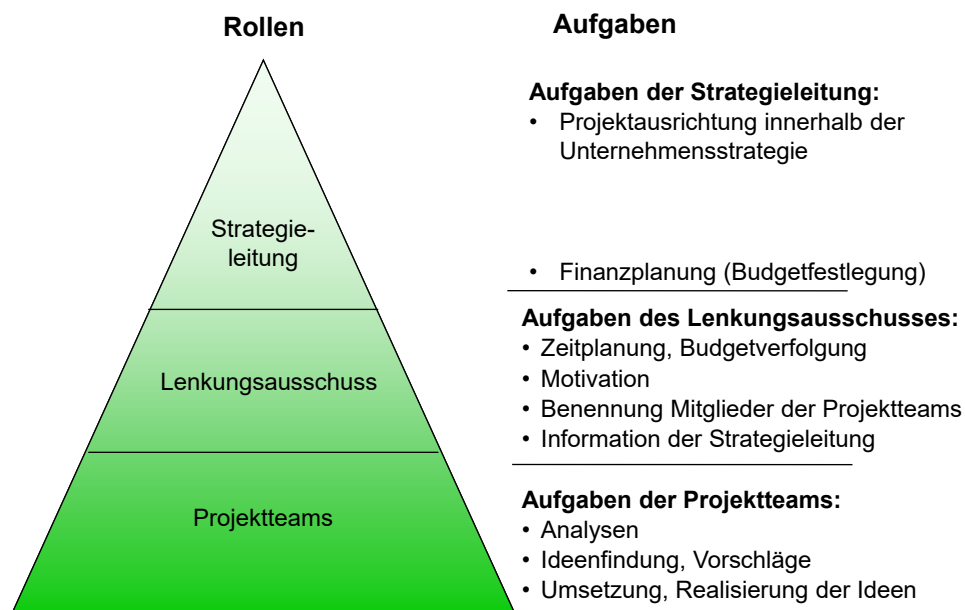 Rollen
Aufgaben
Strategie-
leitung
Lenkungsausschuss
Projektteams
Aufgaben der Strategieleitung:
• Projektausrichtung innerhalb der
Unternehmensstrategie
• Finanzplanung (Budgetfestlegung)
Aufgaben des Lenkungsausschusses:
• Zeitplanung, Budgetverfolgung
• Motivation
• Benennung Mitglieder der Projektteams
• Information der Strategieleitung
Aufgaben der Projektteams:
• Analysen
• Ideenfindung, Vorschläge
• Umsetzung, Realisierung der Ideen